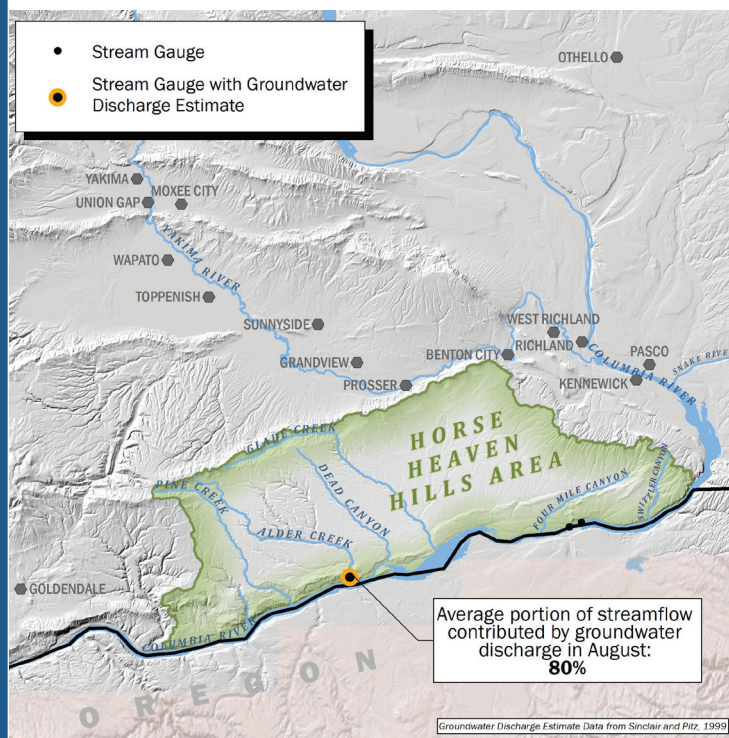 Stream Gauge
Stream Gauge with Groundwater
Discharge Estimate
OTHELLO
YAKIMA
MOXEE CITY
UNION GAP
YAKIMA RIVER
WAPATO
TOPPENISH
SUNNYSIDE
GRANDVIEW
PROSSER
BENTON CITY
WEST RICHLAND
RICHLAND
COLUMBIA RIVER
PASCO
SNAKE RIVER
KENNEWICK
HORSE
HEAVEN
HILLS AREA
GLADE CREEK
PINE CREEK
DEAD CANYON
ALDER CREEK
FOUR MILE CANYON
SWITZLER CANYON
GOLDENDALE
COLUMBIA RIVER
OREGON
Average portion of streamflow
contributed by groundwater
discharge in August:
80%
Groundwater Discharge Estimate Data from Sinclair and Pitz, 1999